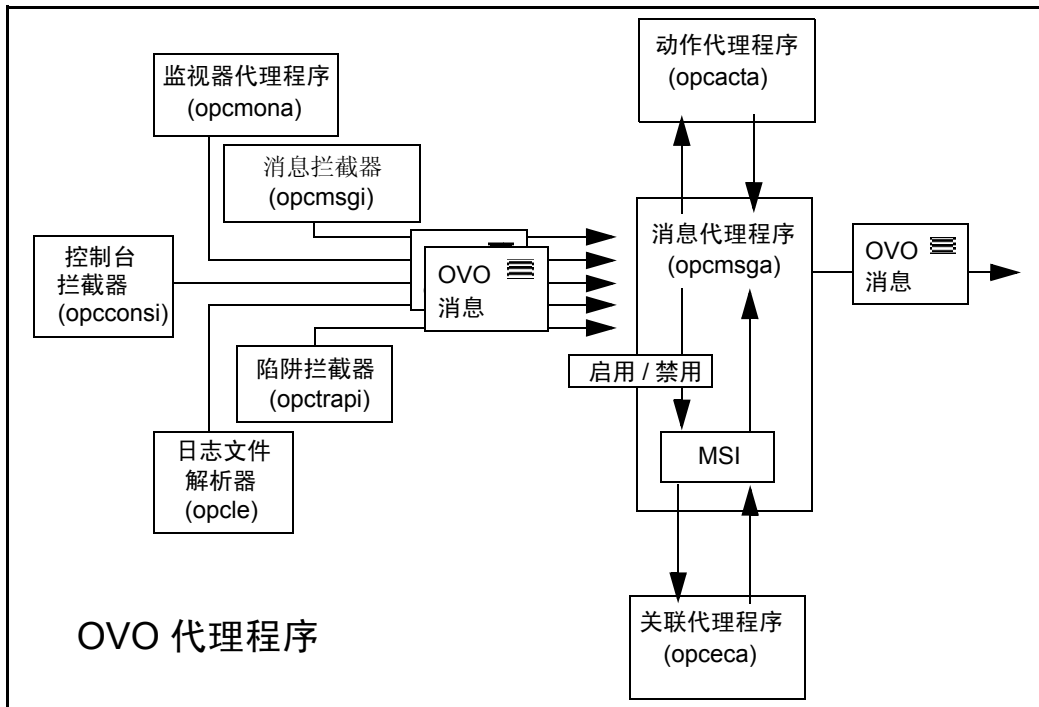 动作代理程序
(opcacta)
监视器代理程序
(opcmona)
消息拦截器
(opcmsgi)
控制台
拦截器
(opcconsi)
OVO
消息
消息代理程序
(opcmsga)
OVO
消息
陷阱拦截器
(opctrapi)
启用 / 禁用
日志文件
解析器
(opcle)
MSI
关联代理程序
(opceca)
OVO 代理程序